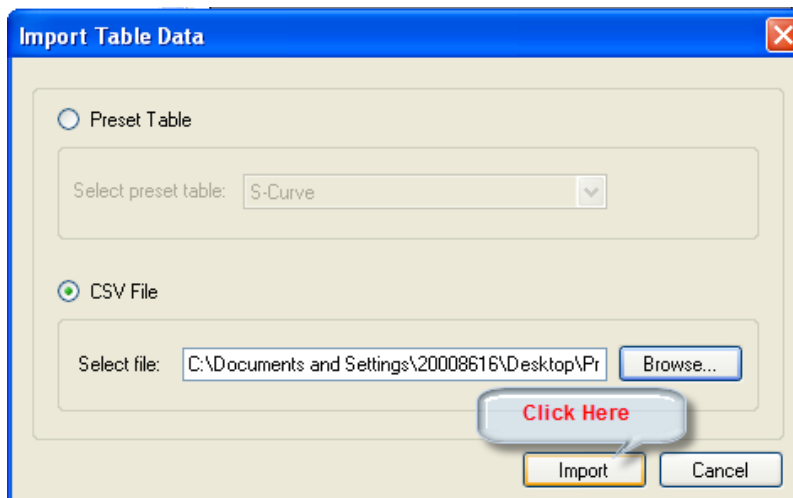 Import Table Data
Preset Table
Select preset table: S-Curve
CSV File
Select file: C:\Documents and Settings\20008616\Desktop\Pr Browse...
Click Here
Import Cancel